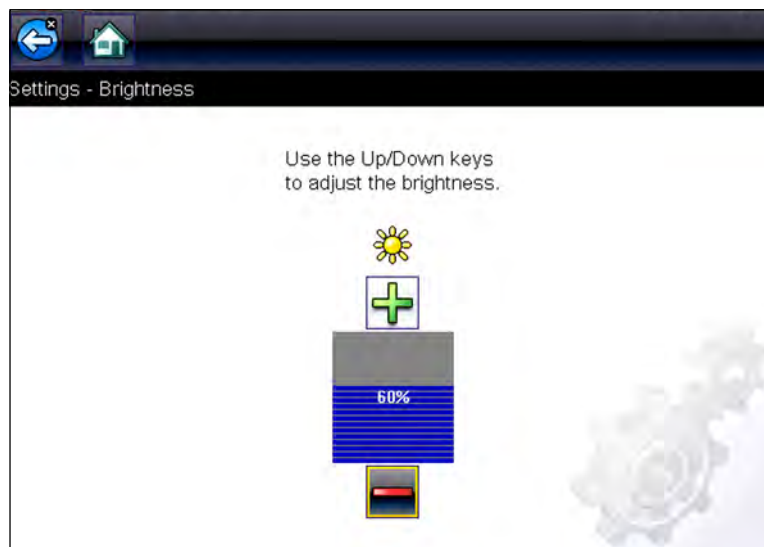 Settings - Brightness
Use the Up/Down keys
to adjust the brightness.
60%